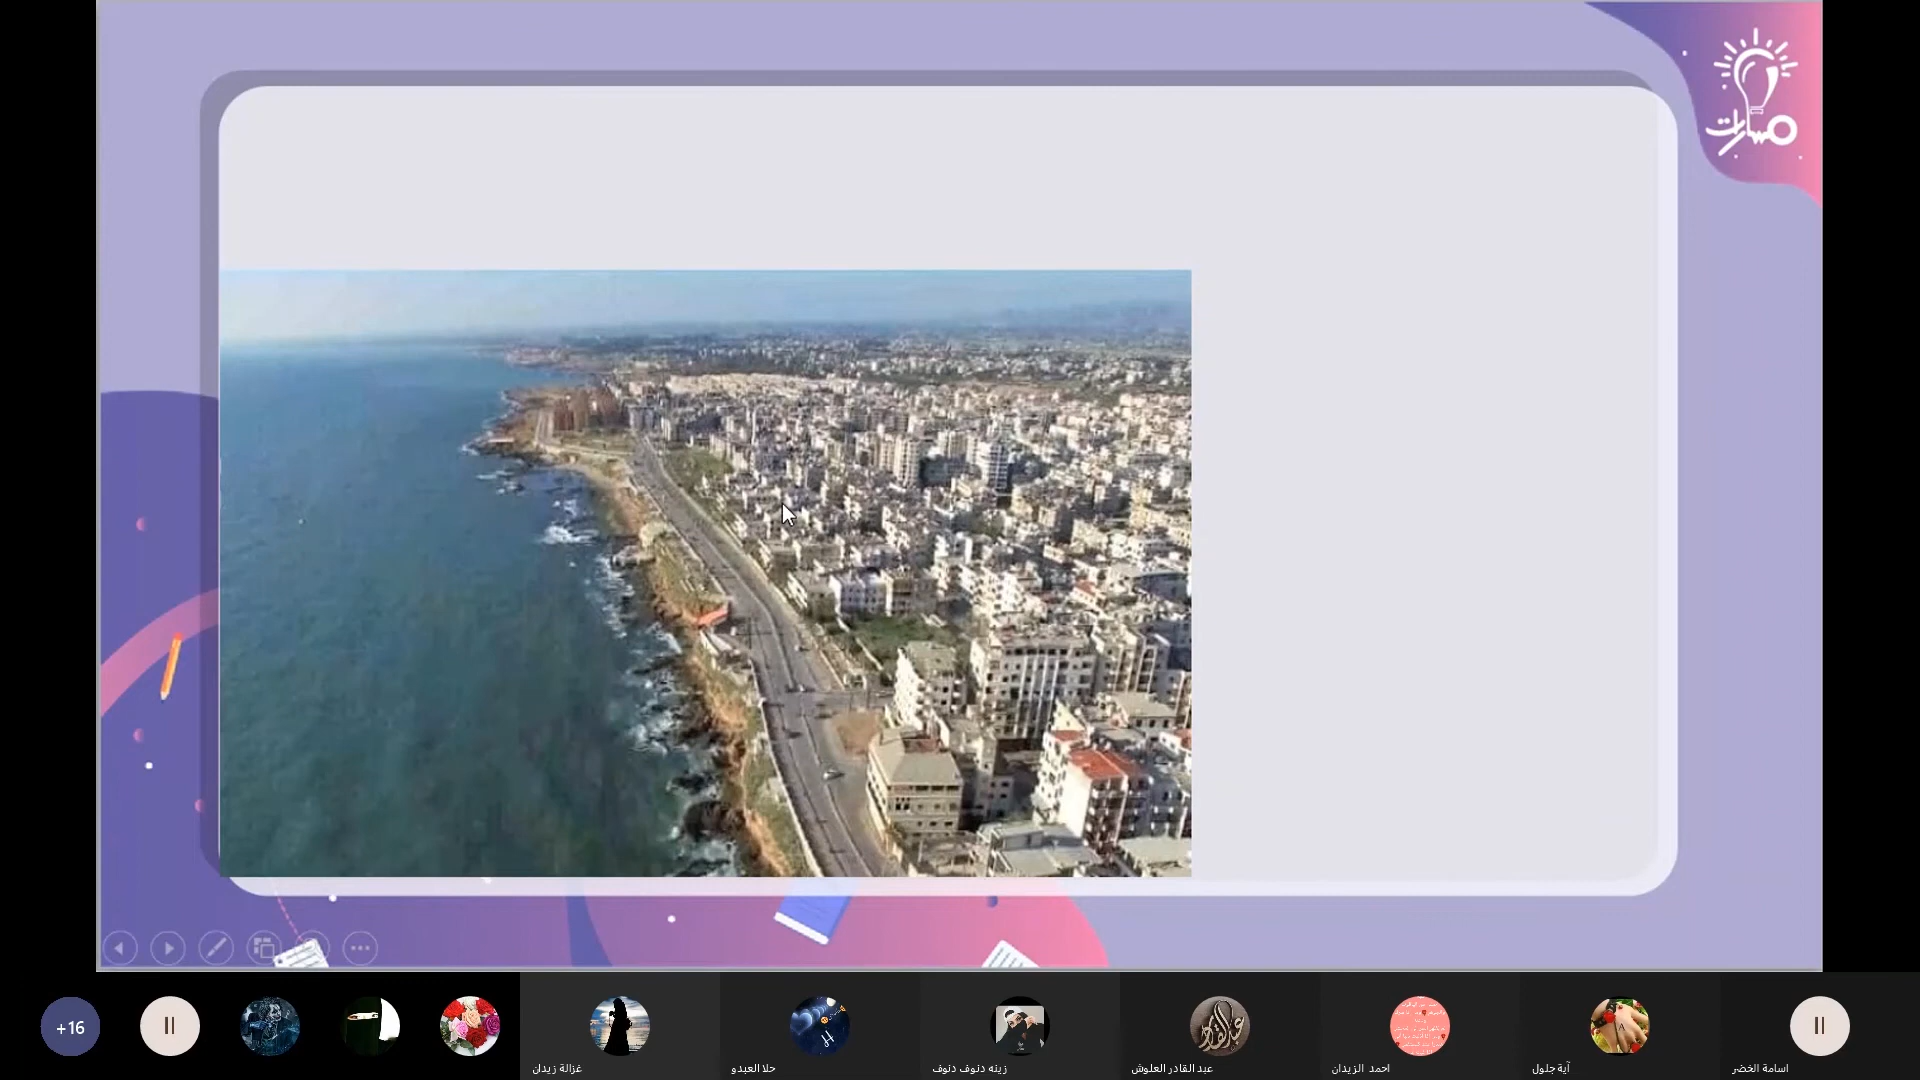 مسارات
+16
غزالة زيدان
حلا العبدو
زينه دنوف دنوف
عبد القادر العلوش
احمد الزيدان
آية جلول
اسامة الخضر